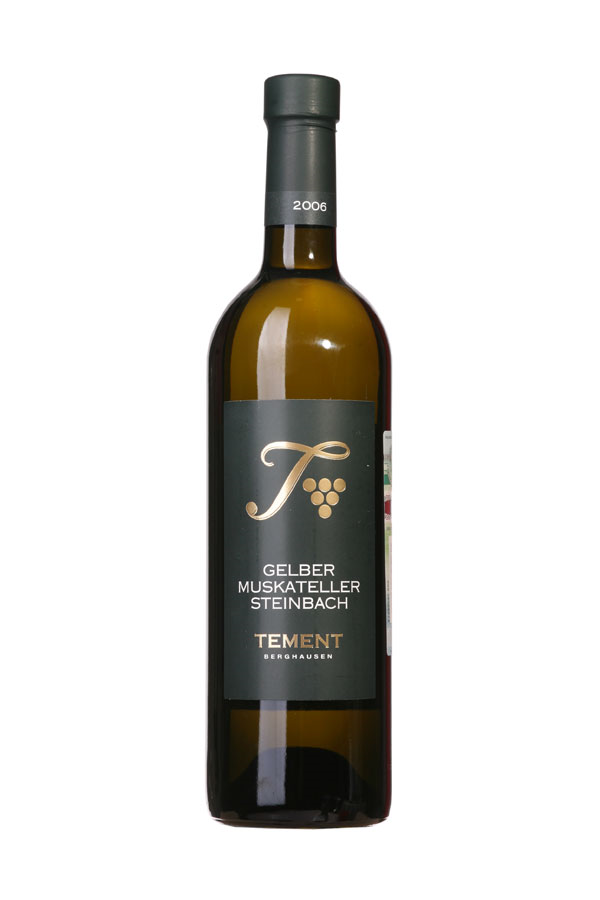 2006
T
GELBER
MUSKATELLER
STEINBACH
TEMENT
BERGHAUSEN